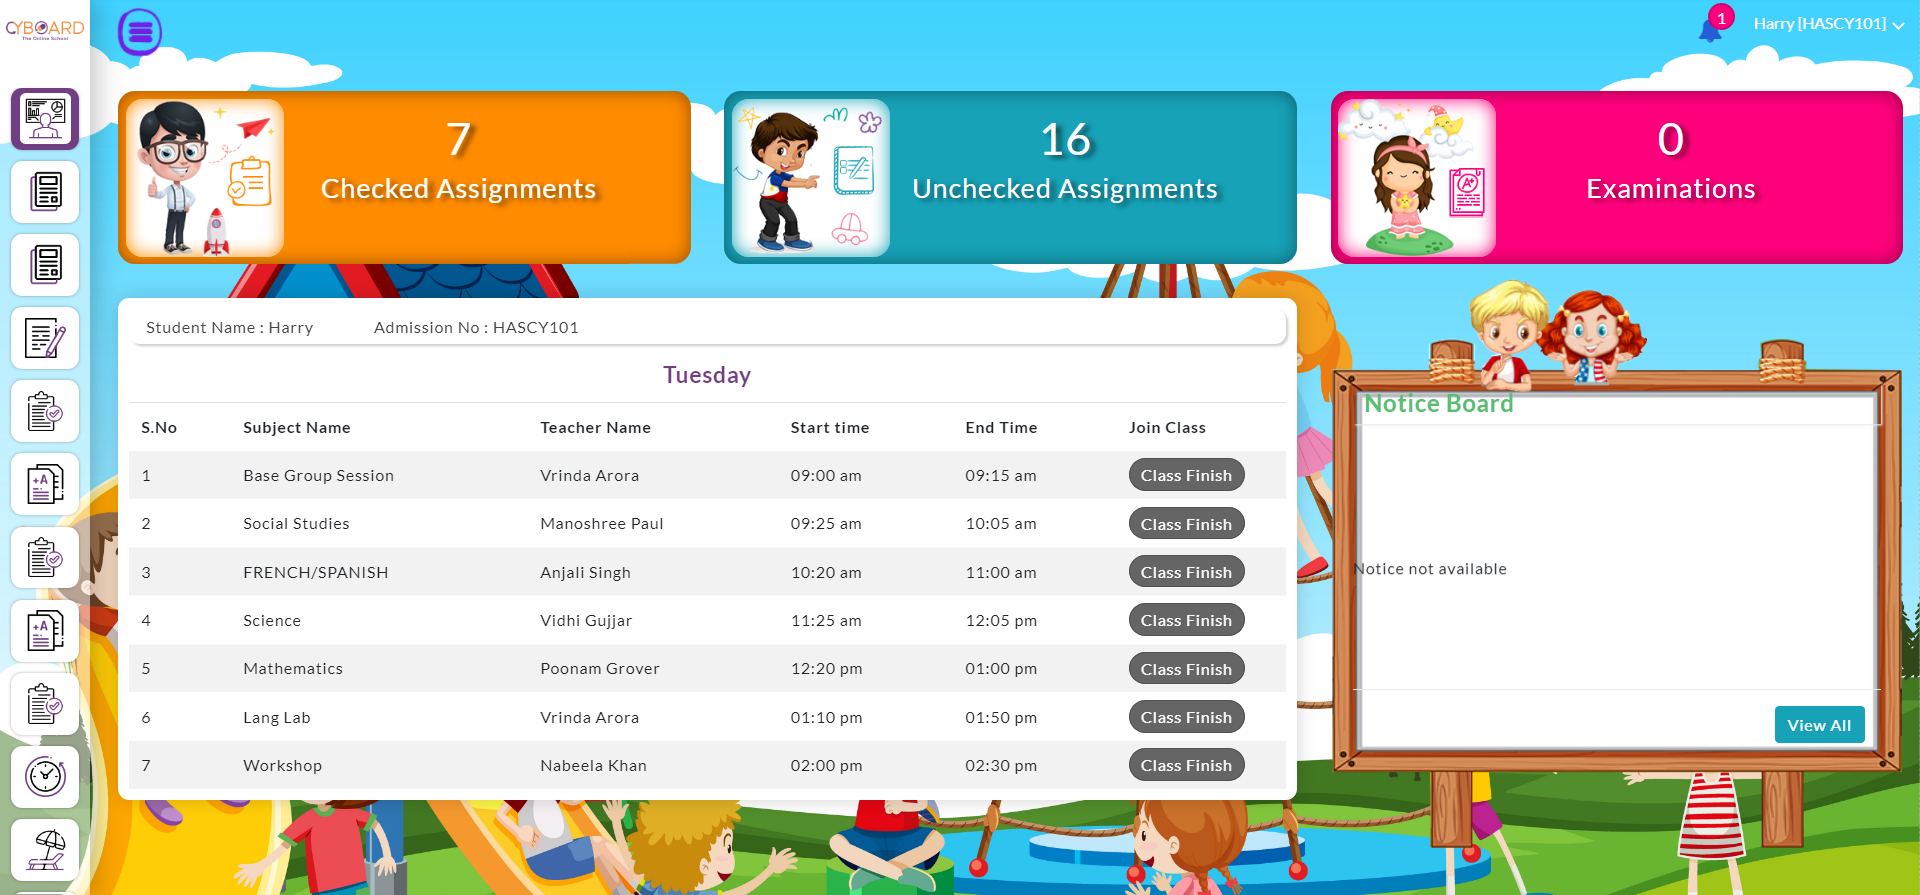 CYBOARD
The Online School
1
Harry [HASCY101]
7
Checked Assignments
16
Unchecked Assignments
0
Examinations
Student Name : Harry Admission No : HASCY101
Tuesday
S.No Subject Name Teacher Name Start time End Time Join Class
1 Base Group Session Vrinda Arora 09:00 am 09:15 am Class Finish
2 Social Studies Manoshree Paul 09:25 am 10:05 am Class Finish
3 FRENCH/SPANISH Anjali Singh 10:20 am 11:00 am Class Finish
4 Science Vidhi Gujjar 11:25 am 12:05 pm Class Finish
5 Mathematics Poonam Grover 12:20 pm 01:00 pm Class Finish
6 Lang Lab Vrinda Arora 01:10 pm 01:50 pm Class Finish
7 Workshop Nabeela Khan 02:00 pm 02:30 pm Class Finish
Notice Board
Notice not available
View All
+A
+A
A+